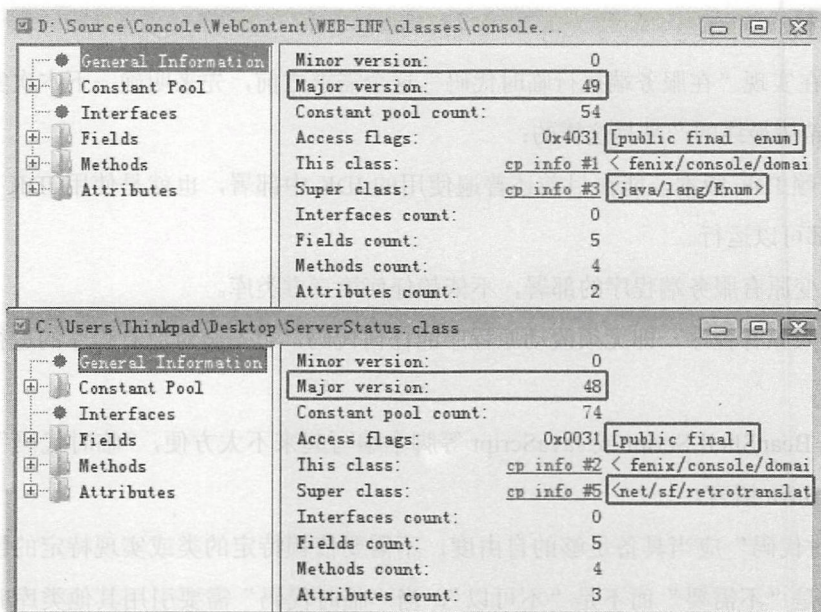 D:\Source\Concole\WebContent\WEB-INF\classes\console...
General Information
Constant Pool
Interfaces
Fields
Methods
Attributes
Minor version: 0
Major version: 49
Constant pool count: 54
Access flags: 0x4031 [public final enum]
This class: cp info #1 < fenix/console/domai
Super class: cp info #3 <java/lang/Enum>
Interfaces count: 0
Fields count: 5
Methods count: 4
Attributes count: 2
C:\Users\Thinkpad\Desktop\ServerStatus.class
General Information
Constant Pool
Interfaces
Fields
Methods
Attributes
Minor version: 0
Major version: 48
Constant pool count: 74
Access flags: 0x0031 [public final ]
This class: cp info #2 < fenix/console/domai
Super class: cp info #5 <net/sf/retrotranslat
Interfaces count: 0
Fields count: 5
Methods count: 4
Attributes count: 3